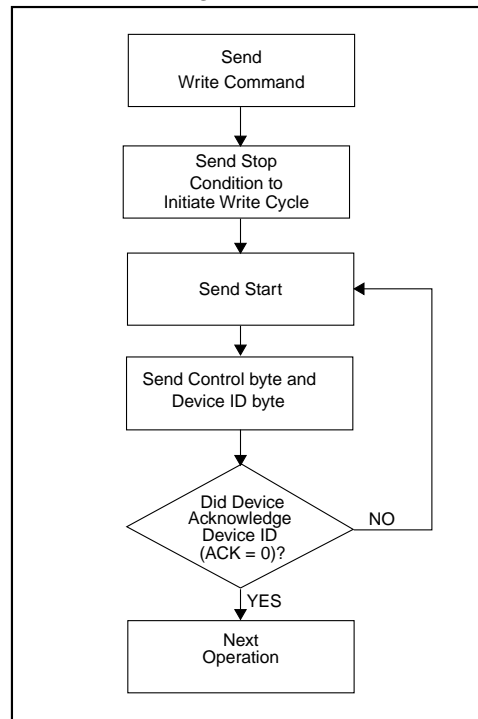 Send
Write Command
Send Stop
Condition to
Initiate Write Cycle
Send Start
Send Control byte and
Device ID byte
Did Device
Acknowledge
Device ID
(ACK = 0)?
NO
YES
Next
Operation